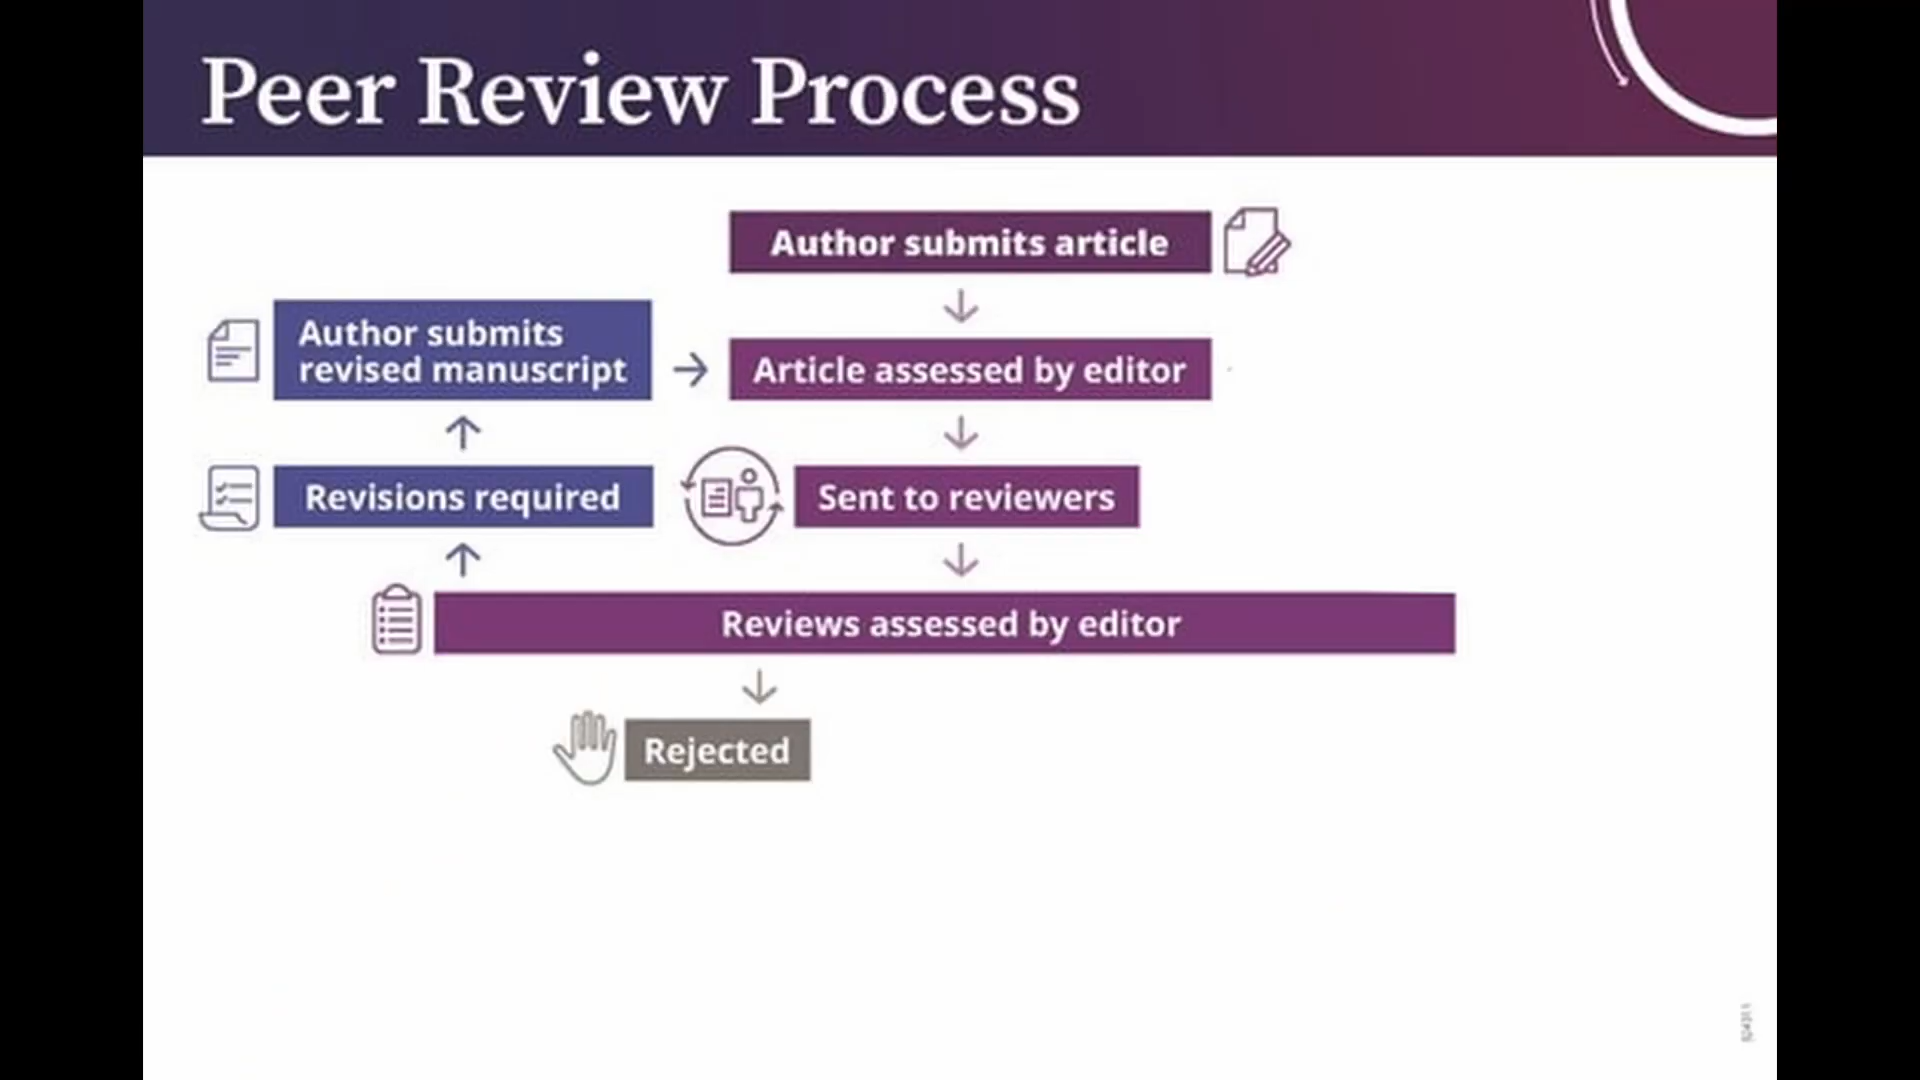 Peer Review Process
Author submits article
Author submits
revised manuscript
Article assessed by editor
Revisions required
Sent to reviewers
Reviews assessed by editor
Rejected